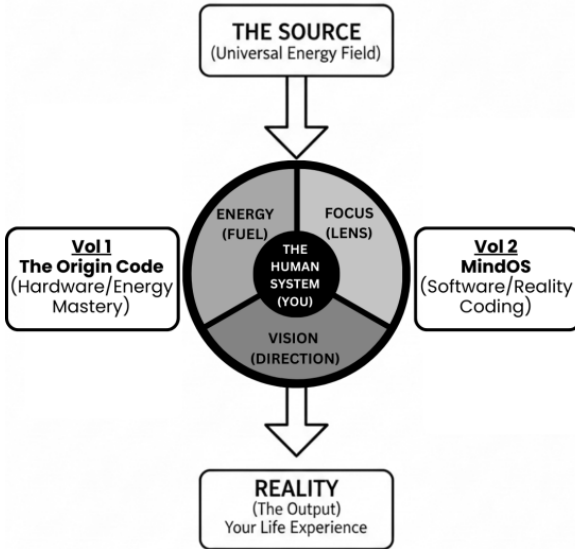 THE SOURCE
(Universal Energy Field)
ENERGY
(FUEL)
FOCUS
(LENS)
THE
HUMAN
SYSTEM
(YOU)
VISION
(DIRECTION)
Vol 1
The Origin Code
(Hardware/Energy
Mastery)
Vol 2
MindOS
(Software/Reality
Coding)
REALITY
(The Output)
Your Life Experience